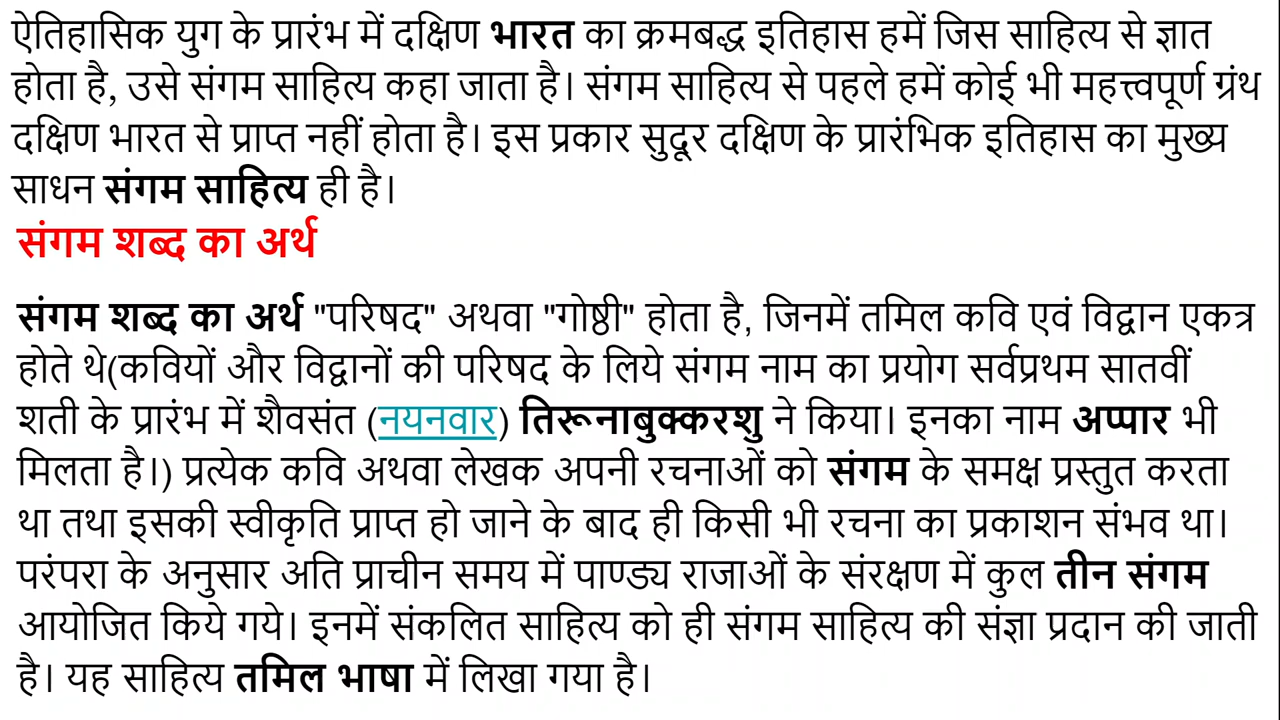 ऐतिहासिक युग के प्रारंभ में दक्षिण भारत का क्रमबद्ध इतिहास हमें जिस साहित्य से ज्ञात
होता है, उसे संगम साहित्य कहा जाता है। संगम साहित्य से पहले हमें कोई भी महत्त्वपूर्ण ग्रंथ
दक्षिण भारत से प्राप्त नहीं होता है। इस प्रकार सुदूर दक्षिण के प्रारंभिक इतिहास का मुख्य
साधन संगम साहित्य ही है।
संगम शब्द का अर्थ
संगम शब्द का अर्थ "परिषद" अथवा "गोष्ठी" होता है, जिनमें तमिल कवि एवं विद्वान एकत्र
होते थे(कवियों और विद्वानों की परिषद के लिये संगम नाम का प्रयोग सर्वप्रथम सातवीं
शती के प्रारंभ में शैवसंत (नयनवार) तिरूनाबुक्करशु ने किया। इनका नाम अप्पार भी
मिलता है।) प्रत्येक कवि अथवा लेखक अपनी रचनाओं को संगम के समक्ष प्रस्तुत करता
था तथा इसकी स्वीकृति प्राप्त हो जाने के बाद ही किसी भी रचना का प्रकाशन संभव था।
परंपरा के अनुसार अति प्राचीन समय में पाण्ड्य राजाओं के संरक्षण में कुल तीन संगम
आयोजित किये गये। इनमें संकलित साहित्य को ही संगम साहित्य की संज्ञा प्रदान की जाती
है। यह साहित्य तमिल भाषा में लिखा गया है।